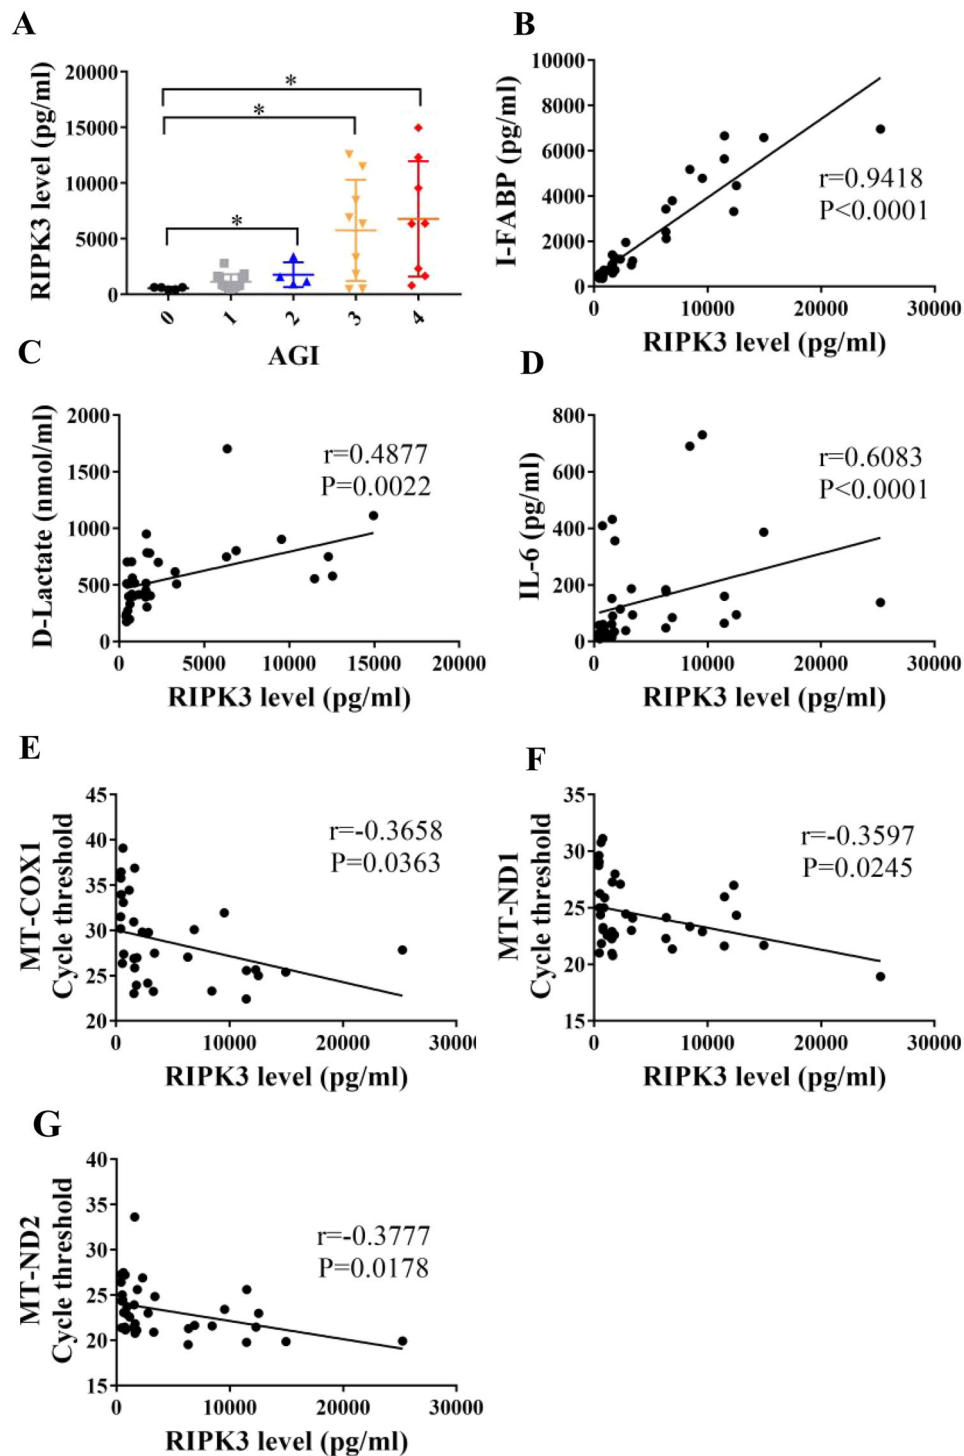 A
RIPK3 level (pg/ml)
20000
15000
10000
5000
0
*
*
*
0
1
2
3
4
AGI
B
I-FABP (pg/ml)
10000
8000
6000
4000
2000
0
r=0.9418
P<0.0001
0
10000
20000
30000
RIPK3 level (pg/ml)
C
D-Lactate (nmol/ml)
2000
1500
1000
500
0
r=0.4877
P=0.0022
0
5000
10000
15000
20000
RIPK3 level (pg/ml)
D
IL-6 (pg/ml)
800
600
400
200
0
r=0.6083
P<0.0001
0
10000
20000
30000
RIPK3 level (pg/ml)
E
MT-COX1
Cycle threshold
45
40
35
30
25
20
r=-0.3658
P=0.0363
0
10000
20000
30000
RIPK3 level (pg/ml)
F
MT-ND1
Cycle threshold
35
30
25
20
15
r=-0.3597
P=0.0245
0
10000
20000
30000
RIPK3 level (pg/ml)
G
MT-ND2
Cycle threshold
40
35
30
25
20
15
r=-0.3777
P=0.0178
0
10000
20000
30000
RIPK3 level (pg/ml)